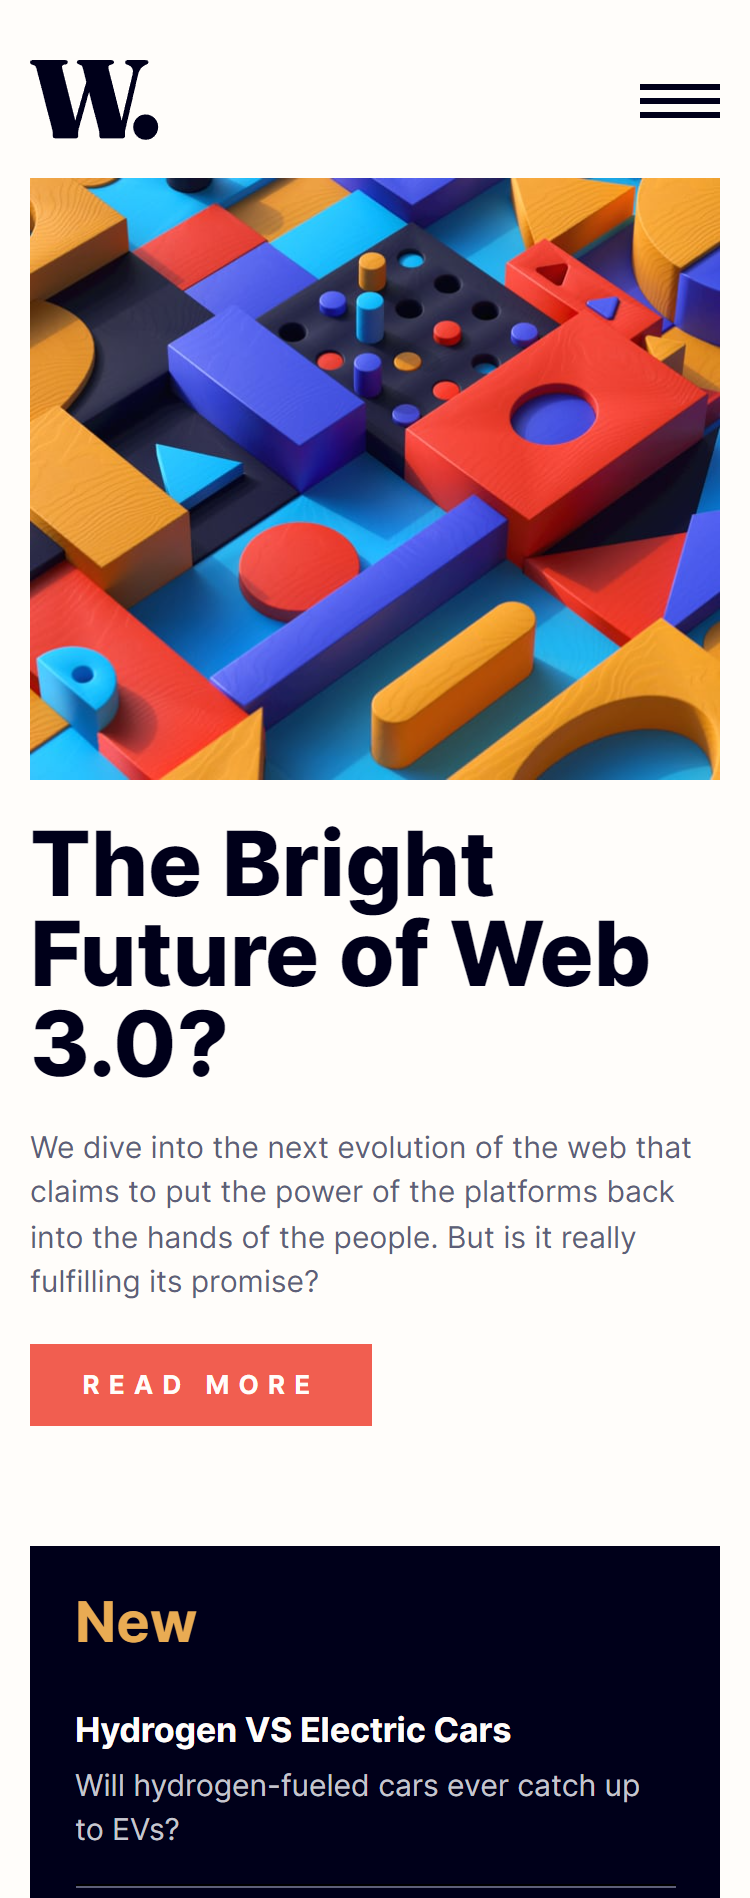 W.
The Bright
Future of Web
3.0?
We dive into the next evolution of the web that
claims to put the power of the platforms back
into the hands of the people. But is it really
fulfilling its promise?
READ MORE
New
Hydrogen VS Electric Cars
Will hydrogen-fueled cars ever catch up
to EVs?